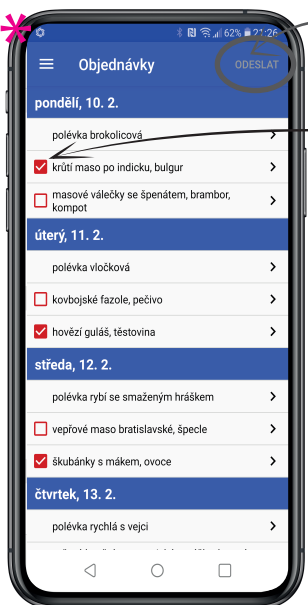 62% 21:26
Objednávky ODESLAT
pondělí, 10. 2.
polévka brokolicová
krůtí maso po indicku, bulgur
masové válečky se špenátem, brambor,
kompot
úterý, 11. 2.
polévka vločková
kovbojské fazole, pečivo
hovězí guláš, těstovina
středa, 12. 2.
polévka rybí se smaženým hráškem
vepřové maso bratislavské, špecle
škubánky s mákem, ovoce
čtvrtek, 13. 2.
polévka rychlá s vejci